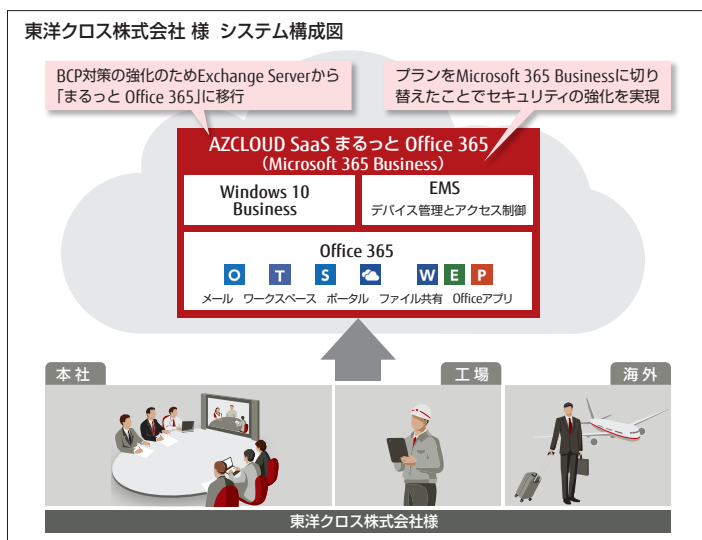 東洋クロス株式会社 様 システム構成図
BCP対策の強化のためExchange Serverから
「まるっと Office 365」に移行
プランをMicrosoft 365 Businessに切り
替えたことでセキュリティの強化を実現
AZCLOUD SaaS まるっと Office 365
（Microsoft 365 Business）
Windows 10
Business
EMS
デバイス管理とアクセス制御
Office 365
O T S W E P
メール ワークスペース ポータル ファイル共有 Officeアプリ
本社
工場
海外
東洋クロス株式会社様